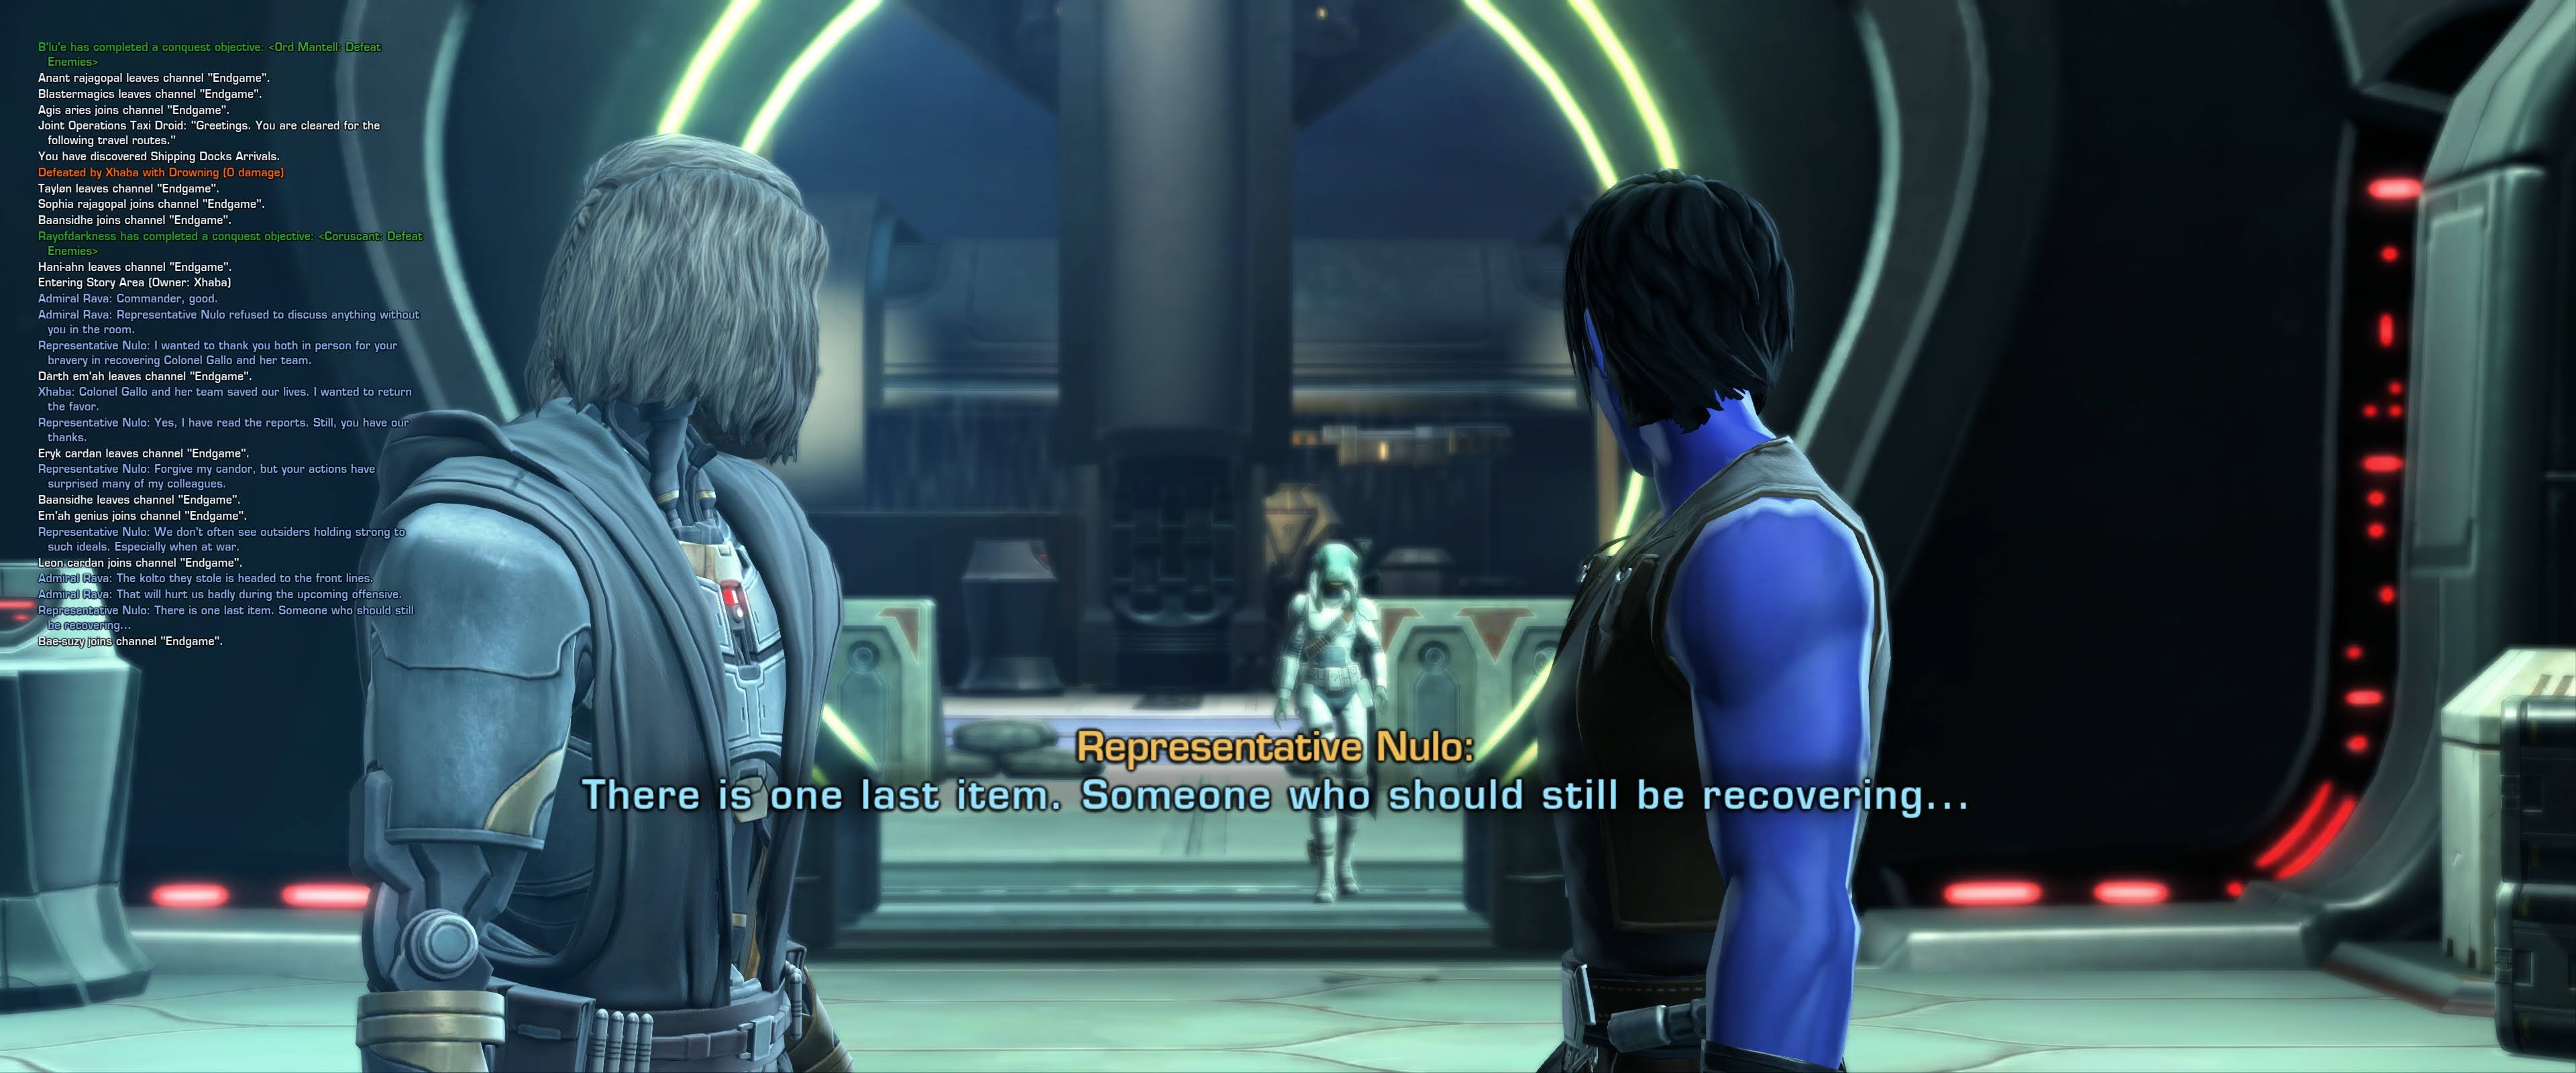 B'lu'e has completed a conquest objective: <Ord Mantell: Defeat
Enemies>
Anant rajagopal leaves channel "Endgame".
Blastermagics leaves channel "Endgame".
Agis aries joins channel "Endgame".
Joint Operations Taxi Droid: "Greetings. You are cleared for the
following travel routes."
You have discovered Shipping Docks Arrivals.
Defeated by Xhaba with Drowning (0 damage)
Tayløn leaves channel "Endgame".
Sophia rajagopal joins channel "Endgame".
Baansidhe joins channel "Endgame".
Rayofdarkness has completed a conquest objective: <Coruscant: Defeat
Enemies>
Hani-ahn leaves channel "Endgame".
Entering Story Area (Owner: Xhaba)
Admiral Rava: Commander, good.
Admiral Rava: Representative Nulo refused to discuss anything without
you in the room.
Representative Nulo: I wanted to thank you both in person for your
bravery in recovering Colonel Gallo and her team.
Dàrth em'ah leaves channel "Endgame".
Xhaba: Colonel Gallo and her team saved our lives. I wanted to return
the favor.
Representative Nulo: Yes, I have read the reports. Still, you have our
thanks.
Eryk cardan leaves channel "Endgame".
Representative Nulo: Forgive my candor, but your actions have
surprised many of my colleagues.
Baansidhe leaves channel "Endgame".
Em'ah genius joins channel "Endgame".
Representative Nulo: We don't often see outsiders holding strong to
such ideals. Especially when at war.
Leon cardan joins channel "Endgame".
Admiral Rava: The kolto they stole is headed to the front lines.
Admiral Rava: That will hurt us badly during the upcoming offensive.
Representative Nulo: There is one last item. Someone who should still
be recovering...
Bae-suzy joins channel "Endgame".
Representative Nulo:
There is one last item. Someone who should still be recovering...